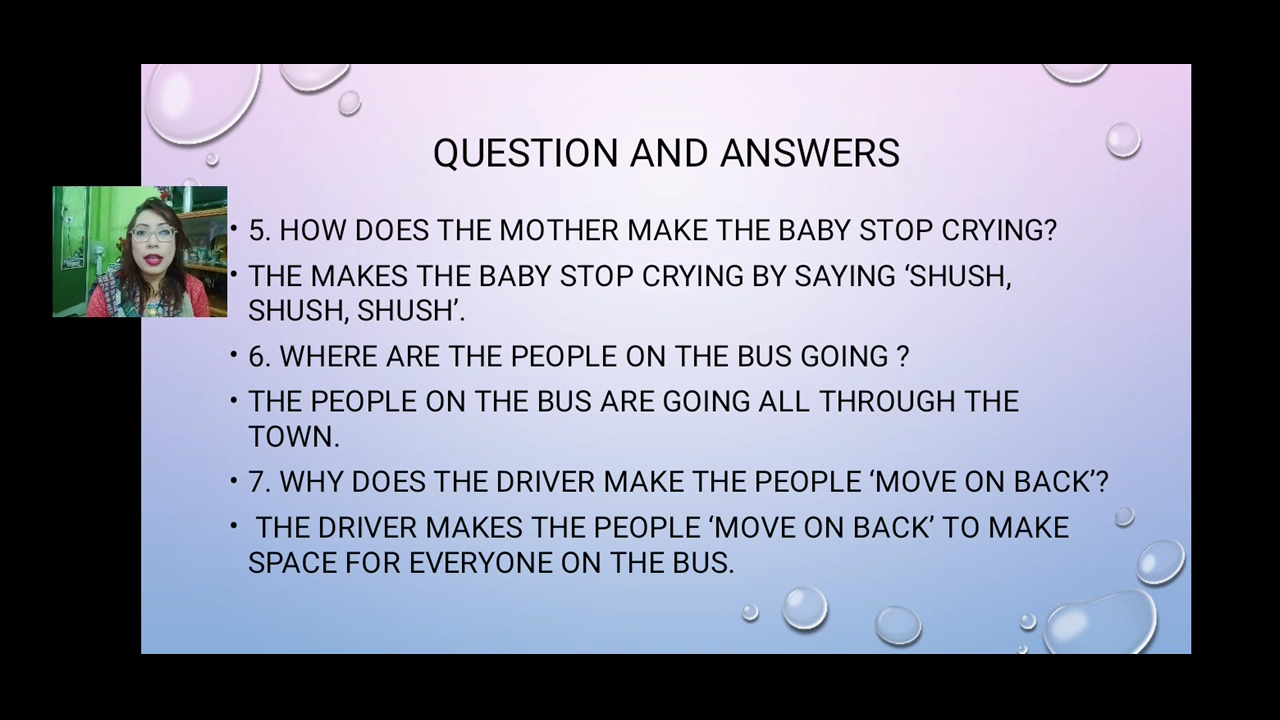 QUESTION AND ANSWERS
• 5. HOW DOES THE MOTHER MAKE THE BABY STOP CRYING?
• THE MAKES THE BABY STOP CRYING BY SAYING ‘SHUSH,
SHUSH, SHUSH’.
• 6. WHERE ARE THE PEOPLE ON THE BUS GOING ?
• THE PEOPLE ON THE BUS ARE GOING ALL THROUGH THE
TOWN.
• 7. WHY DOES THE DRIVER MAKE THE PEOPLE ‘MOVE ON BACK’?
• THE DRIVER MAKES THE PEOPLE ‘MOVE ON BACK’ TO MAKE
SPACE FOR EVERYONE ON THE BUS.